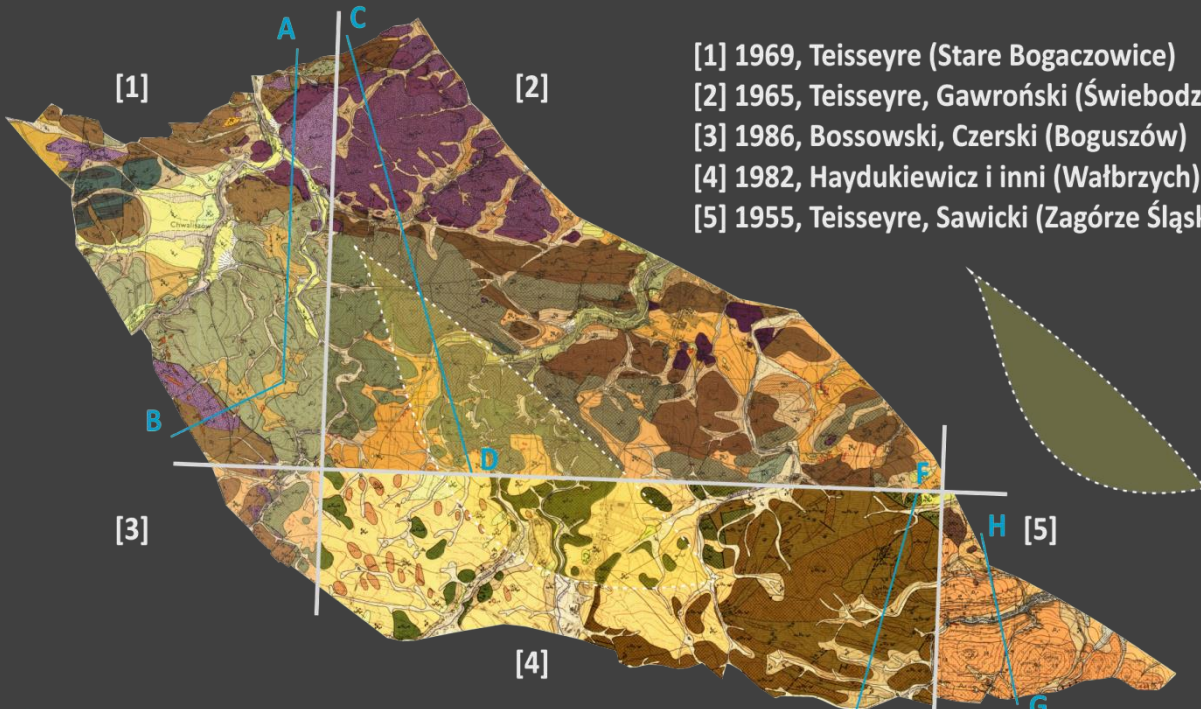 A
C
[1]
[2]
[1] 1969, Teisseyre (Stare Bogaczowice)
[2] 1965, Teisseyre, Gawroński (Świebodz
[3] 1986, Bossowski, Czerski (Boguszów)
[4] 1982, Haydukiewicz i inni (Wałbrzych)
[5] 1955, Teisseyre, Sawicki (Zagórze Śląsk
B
D
F
[3]
H
[5]
[4]
G